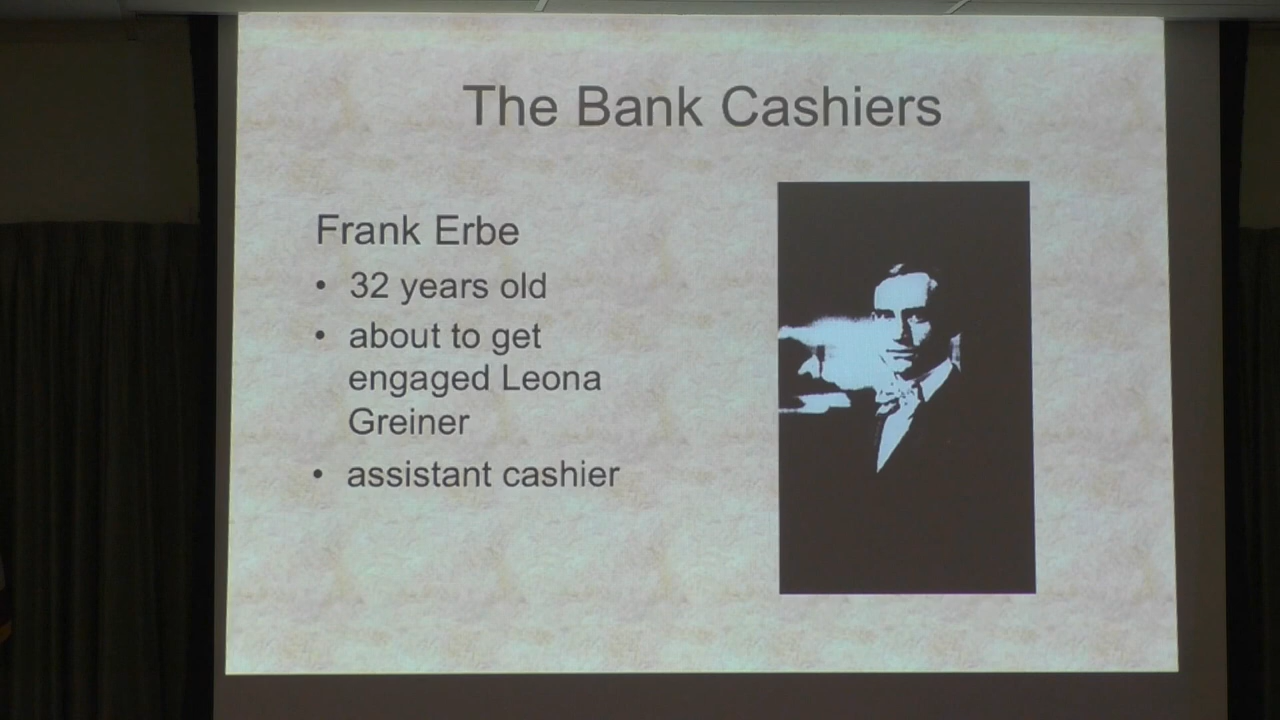 The Bank Cashiers
Frank Erbe
• 32 years old
• about to get
engaged Leona
Greiner
• assistant cashier